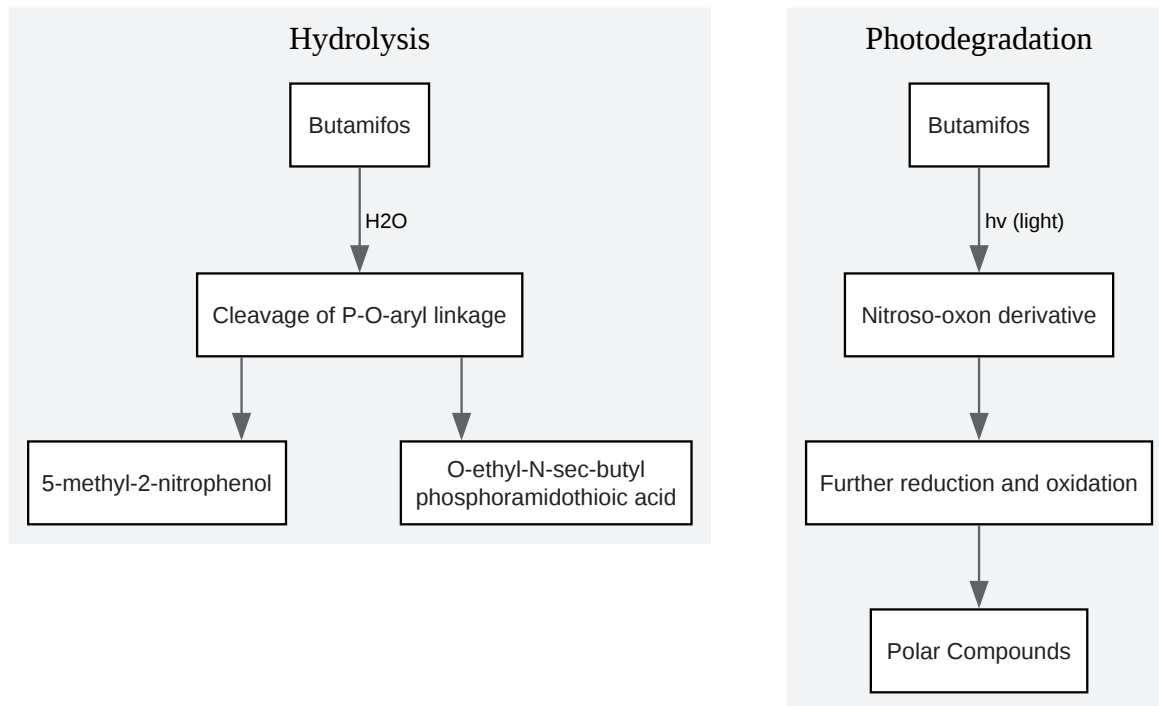 Hydrolysis
Butamifos
H2O
Cleavage of P-O-aryl linkage
5-methyl-2-nitrophenol
O-ethyl-N-sec-butyl
phosphoramidothioic acid
Photodegradation
Butamifos
hv (light)
Nitroso-oxon derivative
Further reduction and oxidation
Polar Compounds